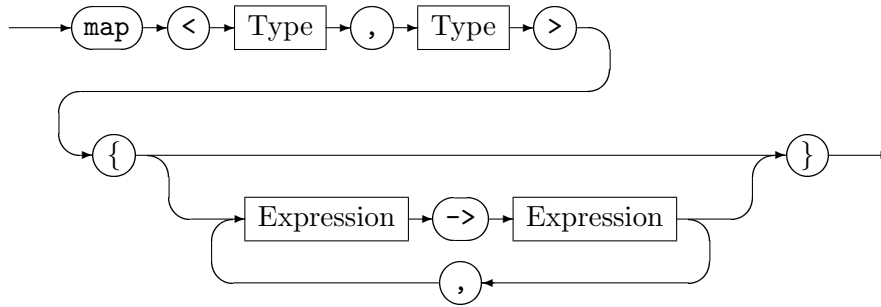 map < Type , Type >
{ }
Expression -> Expression
,